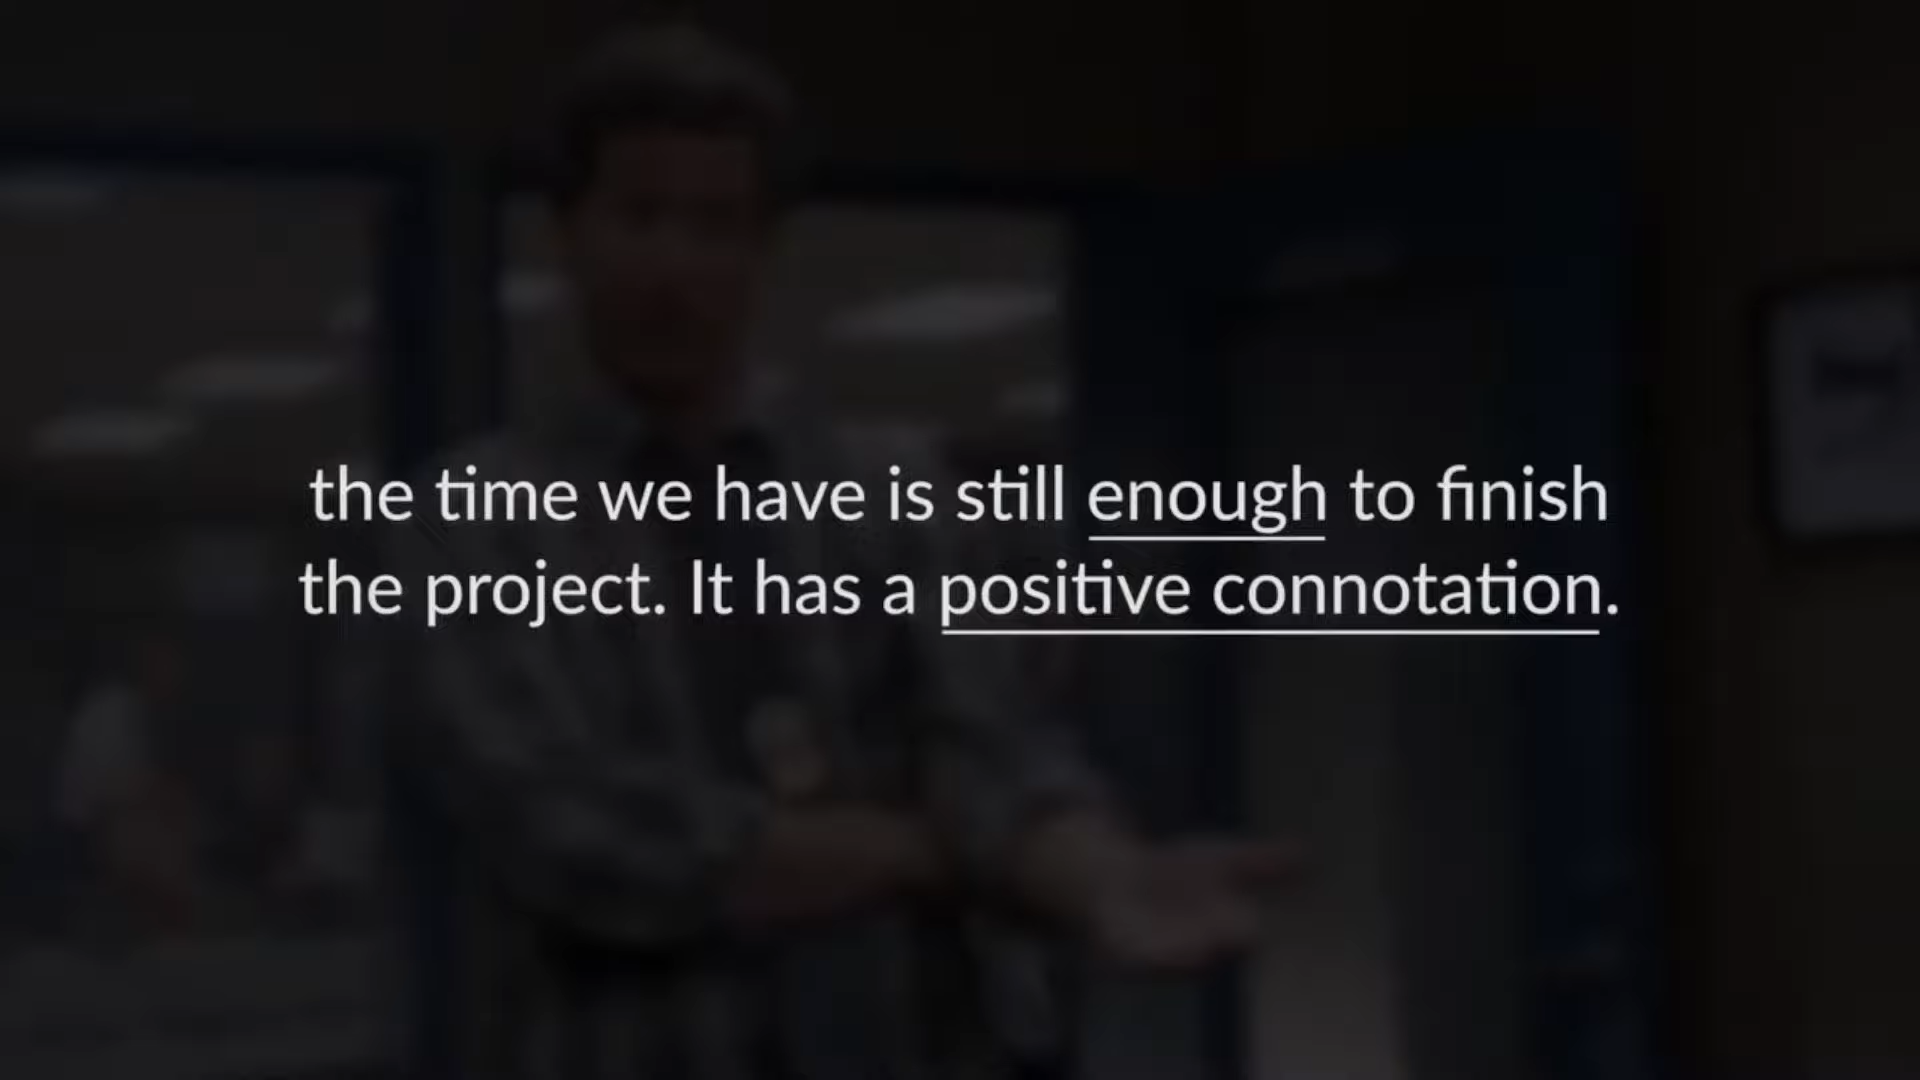 the time we have is still enough to finish
the project. It has a positive connotation.